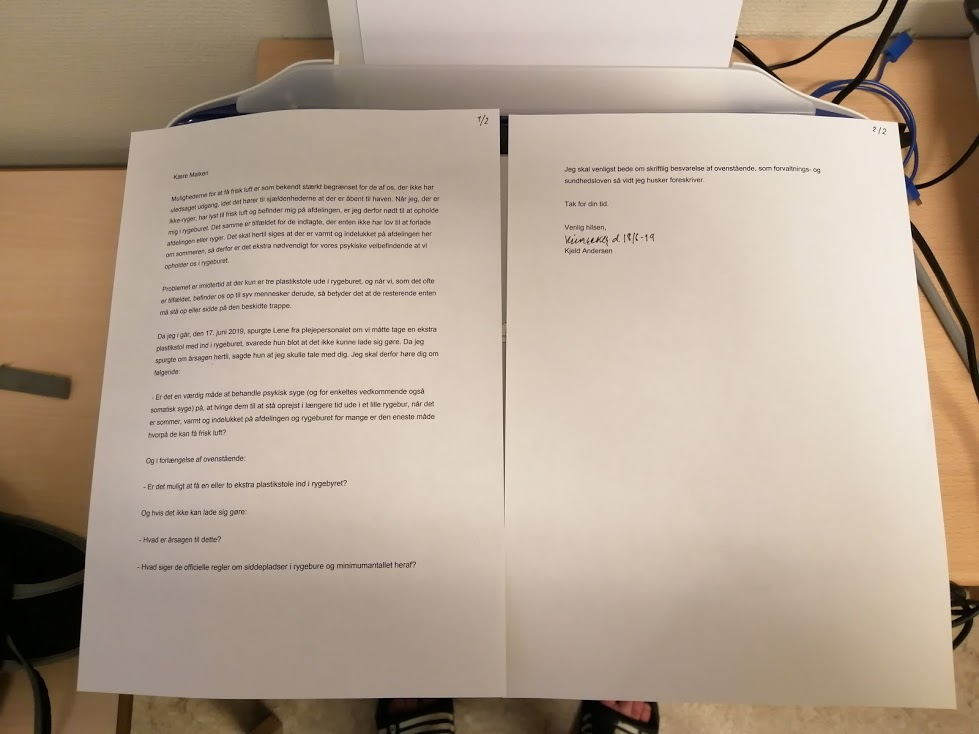 1/2
Kære Maiken
Mulighederne for at få frisk luft er som bekendt stærkt begrænset for de af os, der ikke har
uledsaget udgang, idet det hører til sjældenhederne at der er åbent til haven. Når jeg, der er
ikke-ryger, har lyst til frisk luft og befinder mig på afdelingen, er jeg derfor nødt til at opholde
mig i rygeburet. Det samme er tilfældet for de indlagte, der enten ikke har lov til at forlade
afdelingen eller ryger. Det skal hertil siges at der er varmt og indelukket på afdelingen her
om sommeren, så derfor er det ekstra nødvendigt for vores psykiske velbefindende at vi
opholder os i rygeburet.
Problemet er imidlertid at der kun er tre plastikstole ude i rygeburet, og når vi, som det ofte
er tilfældet, befinder os op til syv mennesker derude, så betyder det at de resterende enten
må stå op eller sidde på den beskidte trappe.
Da jeg i går, den 17. juni 2019, spurgte Lene fra plejepersonalet om vi måtte tage en ekstra
plastikstol med ind i rygeburet, svarede hun blot at det ikke kunne lade sig gøre. Da jeg
spurgte om årsagen hertil, sagde hun at jeg skulle tale med dig. Jeg skal derfor høre dig om
følgende:
- Er det en værdig måde at behandle psykisk syge (og for enkeltes vedkommende også
somatisk syge) på, at tvinge dem til at stå oprejst i længere tid ude i et lille rygebur, når det
er sommer, varmt og indelukket på afdelingen og rygeburet for mange er den eneste måde
hvorpå de kan få frisk luft?
Og i forlængelse af ovenstående:
- Er det muligt at få en eller to ekstra plastikstole ind i rygebyret?
Og hvis det ikke kan lade sig gøre:
- Hvad er årsagen til dette?
- Hvad siger de officielle regler om siddepladser i rygebure og minimumantallet heraf?
2/2
Jeg skal venligst bede om skriftlig besvarelse af ovenstående, som forvaltnings- og
sundhedsloven så vidt jeg husker foreskriver.
Tak for din tid.
Venlig hilsen,
d. 18/6-19
Kjeld Andersen